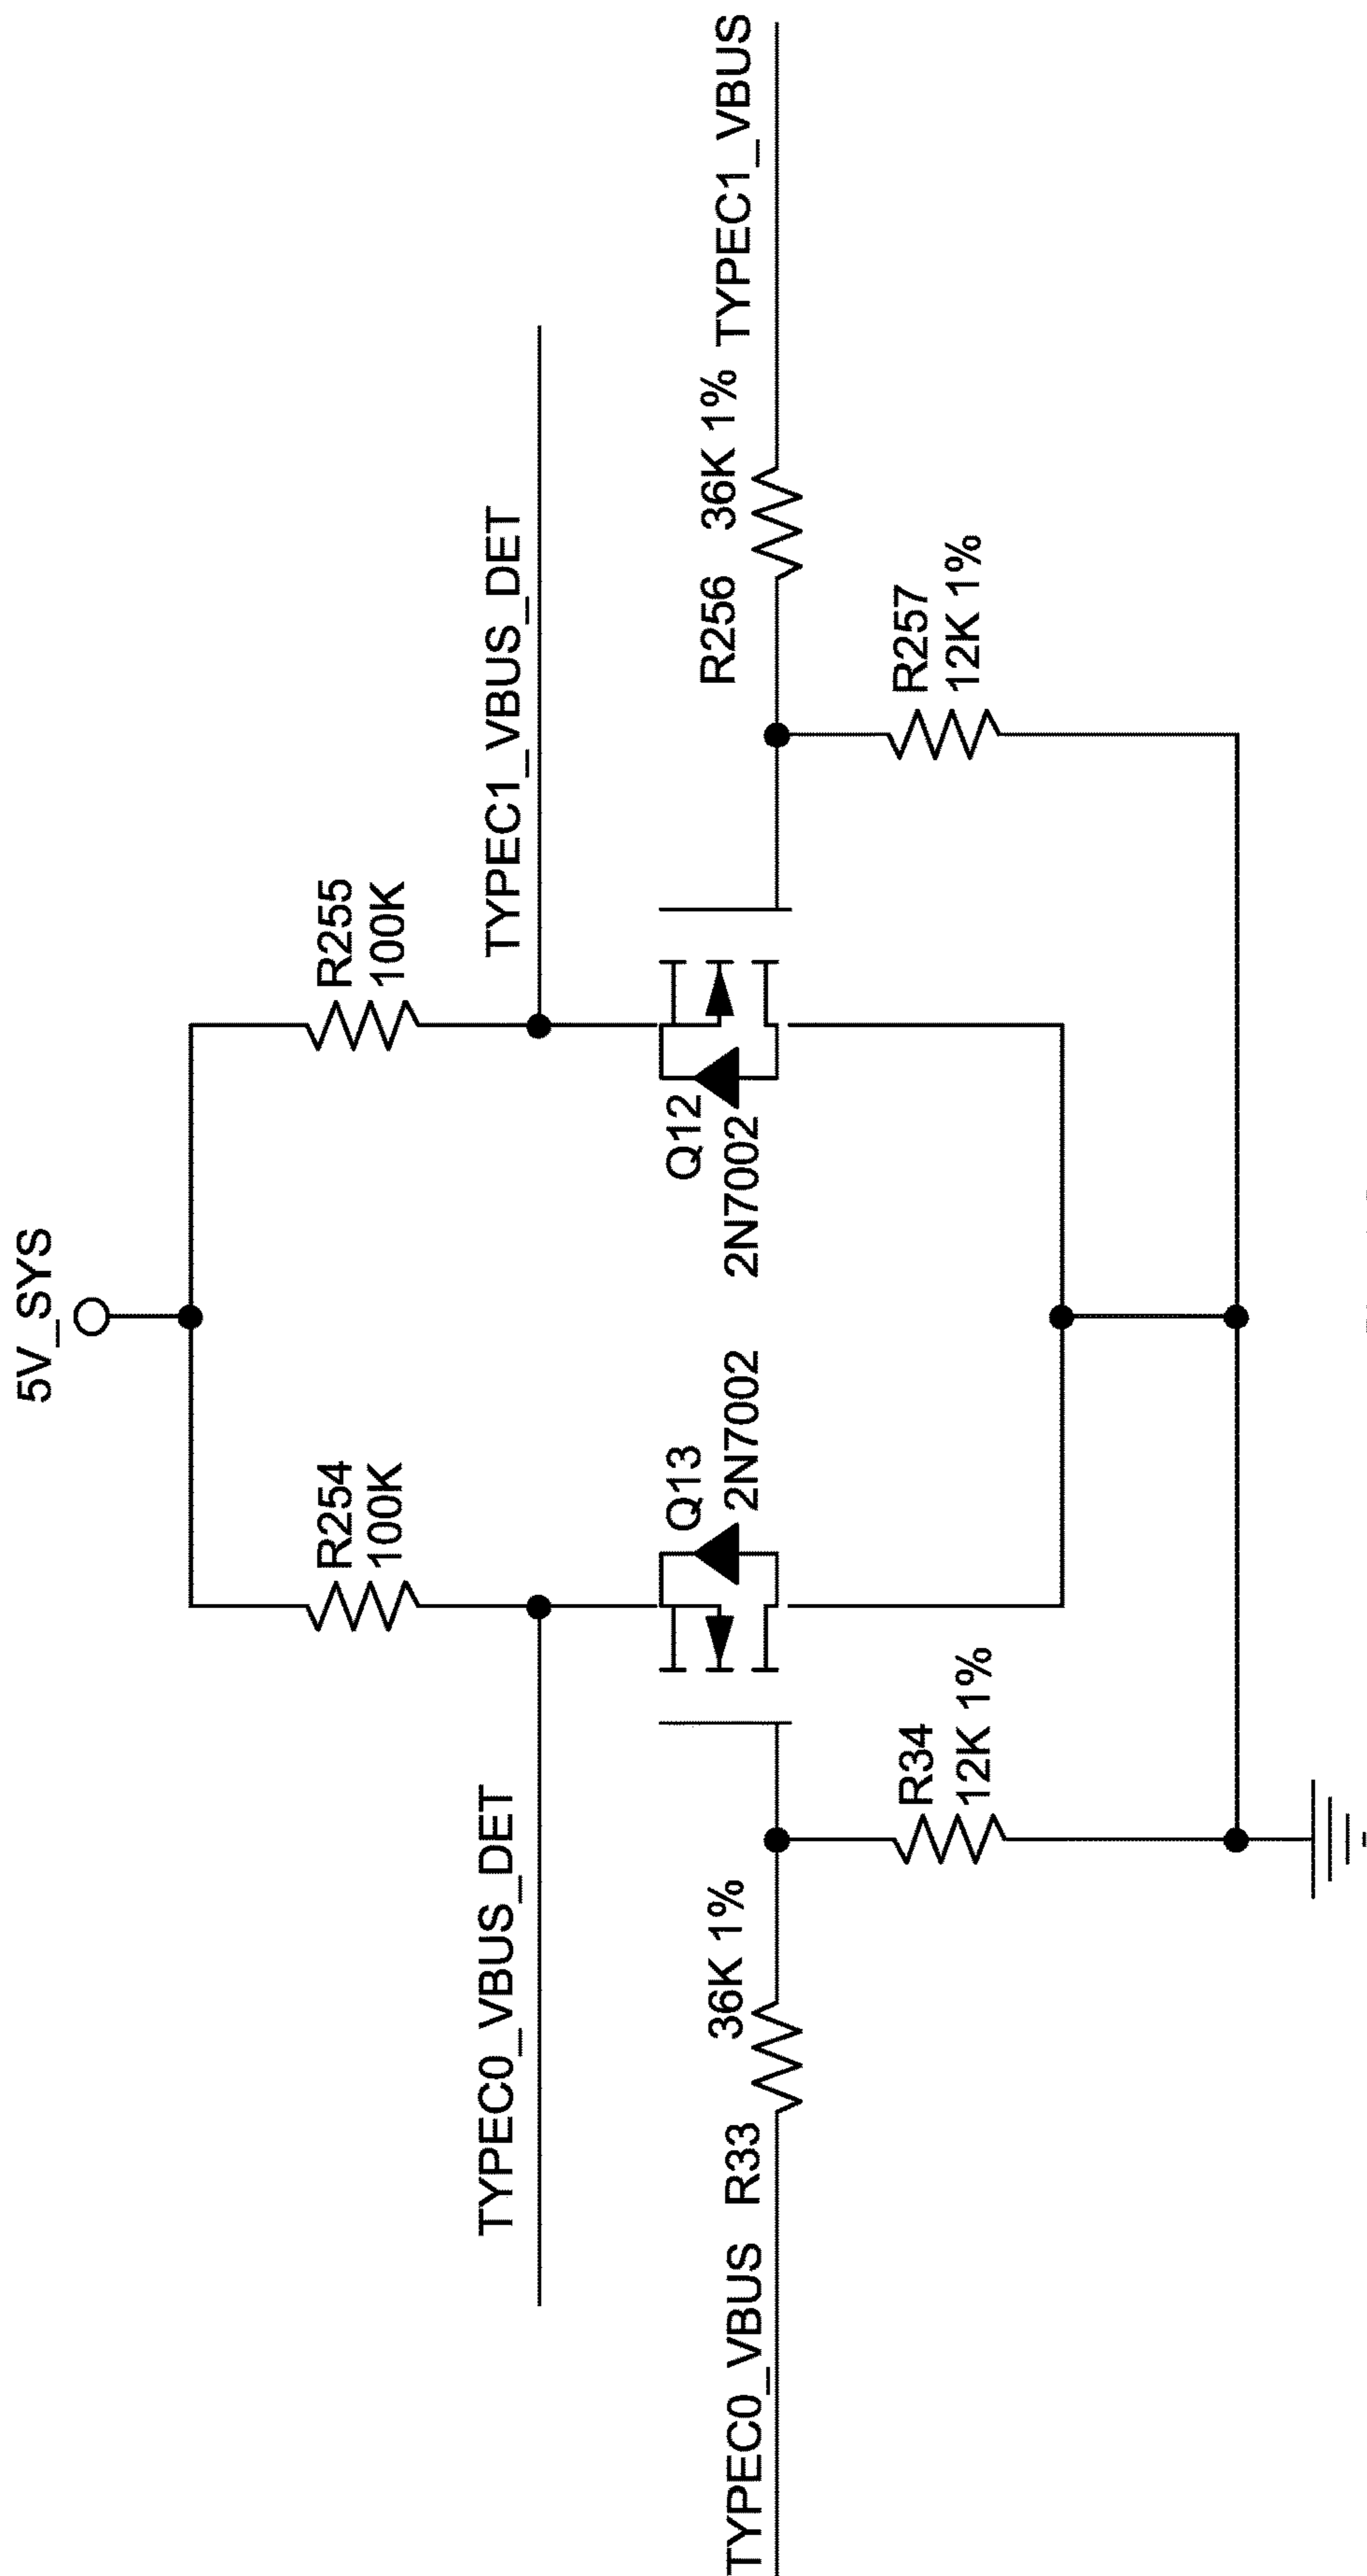 5V_SYS
R254
100K
R255
100K
TYPEC0_VBUS_DET
TYPEC1_VBUS_DET
Q13
2N7002
Q12
2N7002
TYPEC0_VBUS
R33
36K 1%
R256
36K 1%
TYPEC1_VBUS
R34
12K 1%
R257
12K 1%